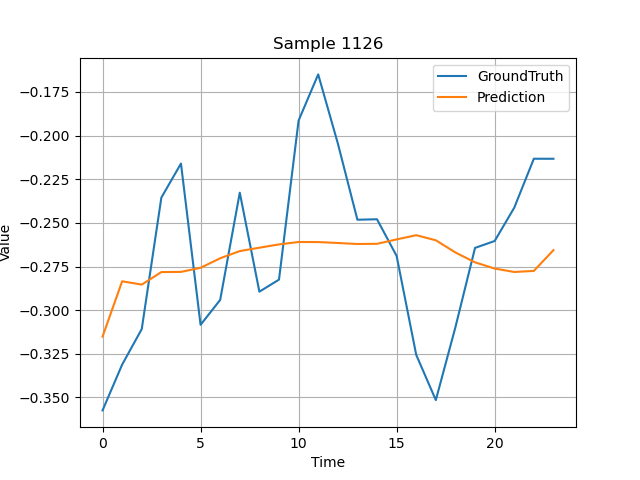 Sample 1126
GroundTruth
Prediction
−0.175
−0.200
−0.225
−0.250
−0.275
−0.300
−0.325
−0.350
Value
0 5 10 15 20
Time